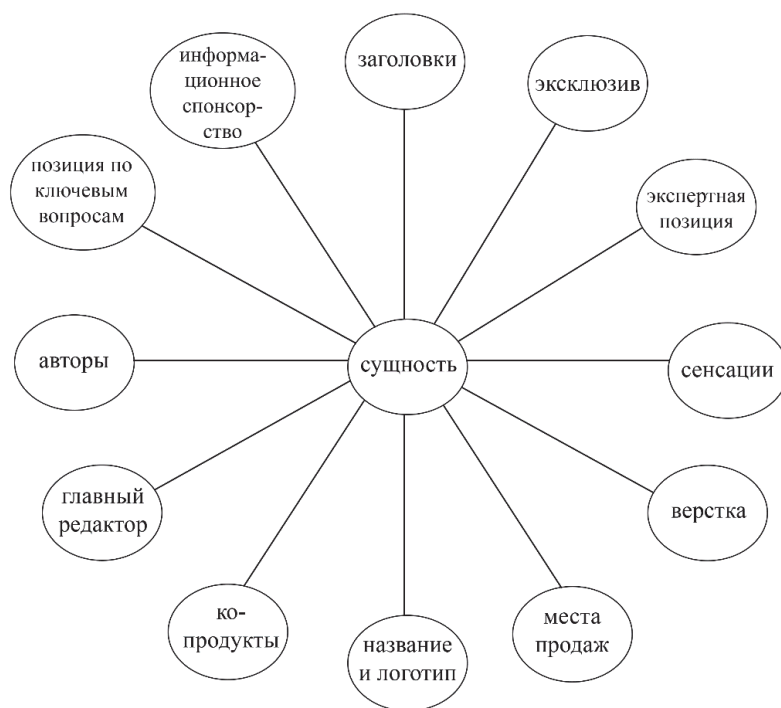 заголовки
информа-
ционное
спонсор-
ство
эксклюзив
позиция по
ключевым
вопросам
экспертная
позиция
авторы
сущность
сенсации
главный
редактор
верстка
ко-
продукты
название
и логотип
места
продаж